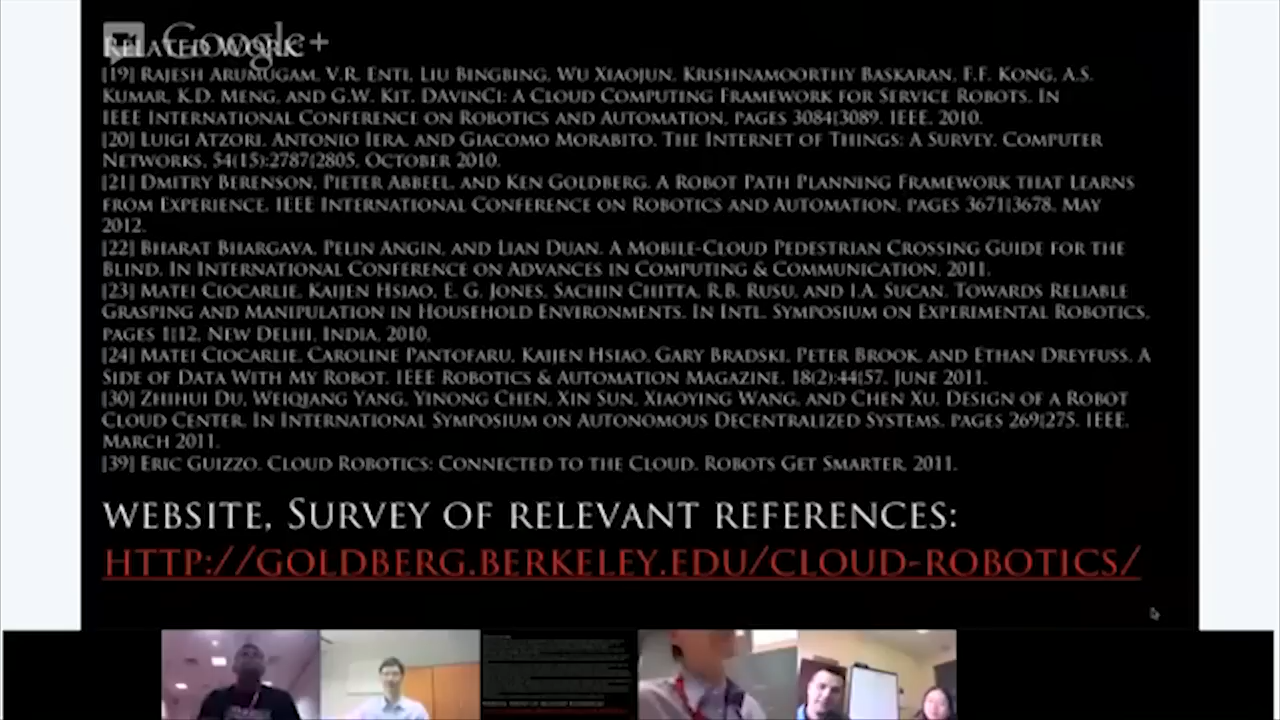 Google+
RELATED WORK:
[19] RAJESH ARUMUGAM, V.R. ENTI, LIU BINGBING, WU XIAOJUN, KRISHNAMOORTHY BASKARAN, F.F. KONG, A.S.
KUMAR, K.D. MENG, AND G.W. KIT. DAVINCI: A CLOUD COMPUTING FRAMEWORK FOR SERVICE ROBOTS. IN
IEEE INTERNATIONAL CONFERENCE ON ROBOTICS AND AUTOMATION, PAGES 3084{3089. IEEE, 2010.
[20] LUIGI ATZORI, ANTONIO IERA, AND GIACOMO MORABITO. THE INTERNET OF THINGS: A SURVEY. COMPUTER
NETWORKS, 54(15):2787{2805, OCTOBER 2010.
[21] DMITRY BERENSON, PIETER ABBEEL, AND KEN GOLDBERG. A ROBOT PATH PLANNING FRAMEWORK THAT LEARNS
FROM EXPERIENCE. IEEE INTERNATIONAL CONFERENCE ON ROBOTICS AND AUTOMATION, PAGES 3671{3678, MAY
2012.
[22] BHARAT BHARGAVA, PELIN ANGIN, AND LIAN DUAN. A MOBILE-CLOUD PEDESTRIAN CROSSING GUIDE FOR THE
BLIND. IN INTERNATIONAL CONFERENCE ON ADVANCES IN COMPUTING & COMMUNICATION, 2011.
[23] MATEI CIOCARLIE, KAIJEN HSIAO, E. G. JONES, SACHIN CHITTA, R.B. RUSU, AND I.A. SUCAN. TOWARDS RELIABLE
GRASPING AND MANIPULATION IN HOUSEHOLD ENVIRONMENTS. IN INTL. SYMPOSIUM ON EXPERIMENTAL ROBOTICS,
PAGES 1{12, NEW DELHI, INDIA, 2010.
[24] MATEI CIOCARLIE, CAROLINE PANTOFARU, KAIJEN HSIAO, GARY BRADSKI, PETER BROOK, AND ETHAN DREYFUSS. A
SIDE OF DATA WITH MY ROBOT. IEEE ROBOTICS & AUTOMATION MAGAZINE, 18(2):44{57, JUNE 2011.
[30] ZHIHUI DU, WEIQIANG YANG, YINONG CHEN, XIN SUN, XIAOYING WANG, AND CHEN XU. DESIGN OF A ROBOT
CLOUD CENTER. IN INTERNATIONAL SYMPOSIUM ON AUTONOMOUS DECENTRALIZED SYSTEMS, PAGES 269{275. IEEE,
MARCH 2011.
[39] ERIC GUIZZO. CLOUD ROBOTICS: CONNECTED TO THE CLOUD, ROBOTS GET SMARTER, 2011.
WEBSITE, SURVEY OF RELEVANT REFERENCES:
HTTP://GOLDBERG.BERKELEY.EDU/CLOUD-ROBOTICS/